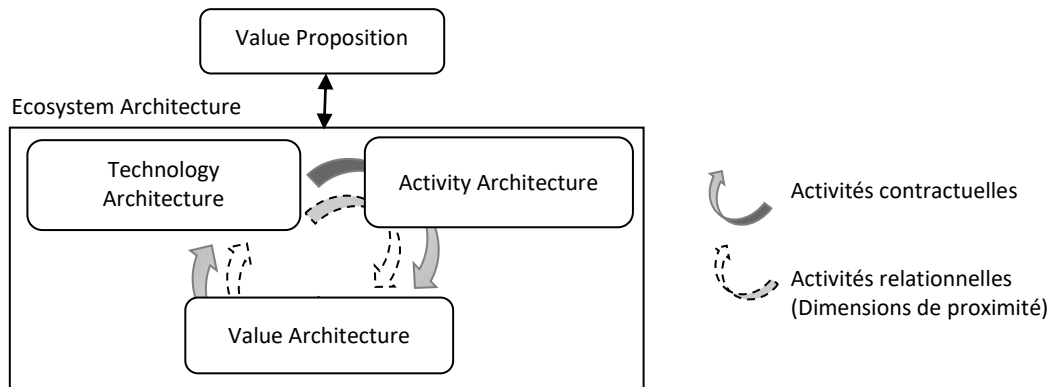 Value Proposition
Ecosystem Architecture
Technology
Architecture
Activity Architecture
Value Architecture
Activités contractuelles
Activités relationnelles
(Dimensions de proximité)